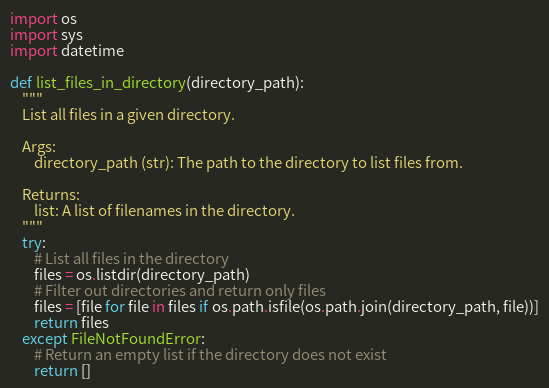 import os
import sys
import datetime

def list_files_in_directory(directory_path):
    """
    List all files in a given directory.

    Args:
        directory_path (str): The path to the directory to list files from.

    Returns:
        list: A list of filenames in the directory.
    """
    try:
        # List all files in the directory
        files = os.listdir(directory_path)
        # Filter out directories and return only files
        files = [file for file in files if os.path.isfile(os.path.join(directory_path, file))]
        return files
    except FileNotFoundError:
        # Return an empty list if the directory does not exist
        return []